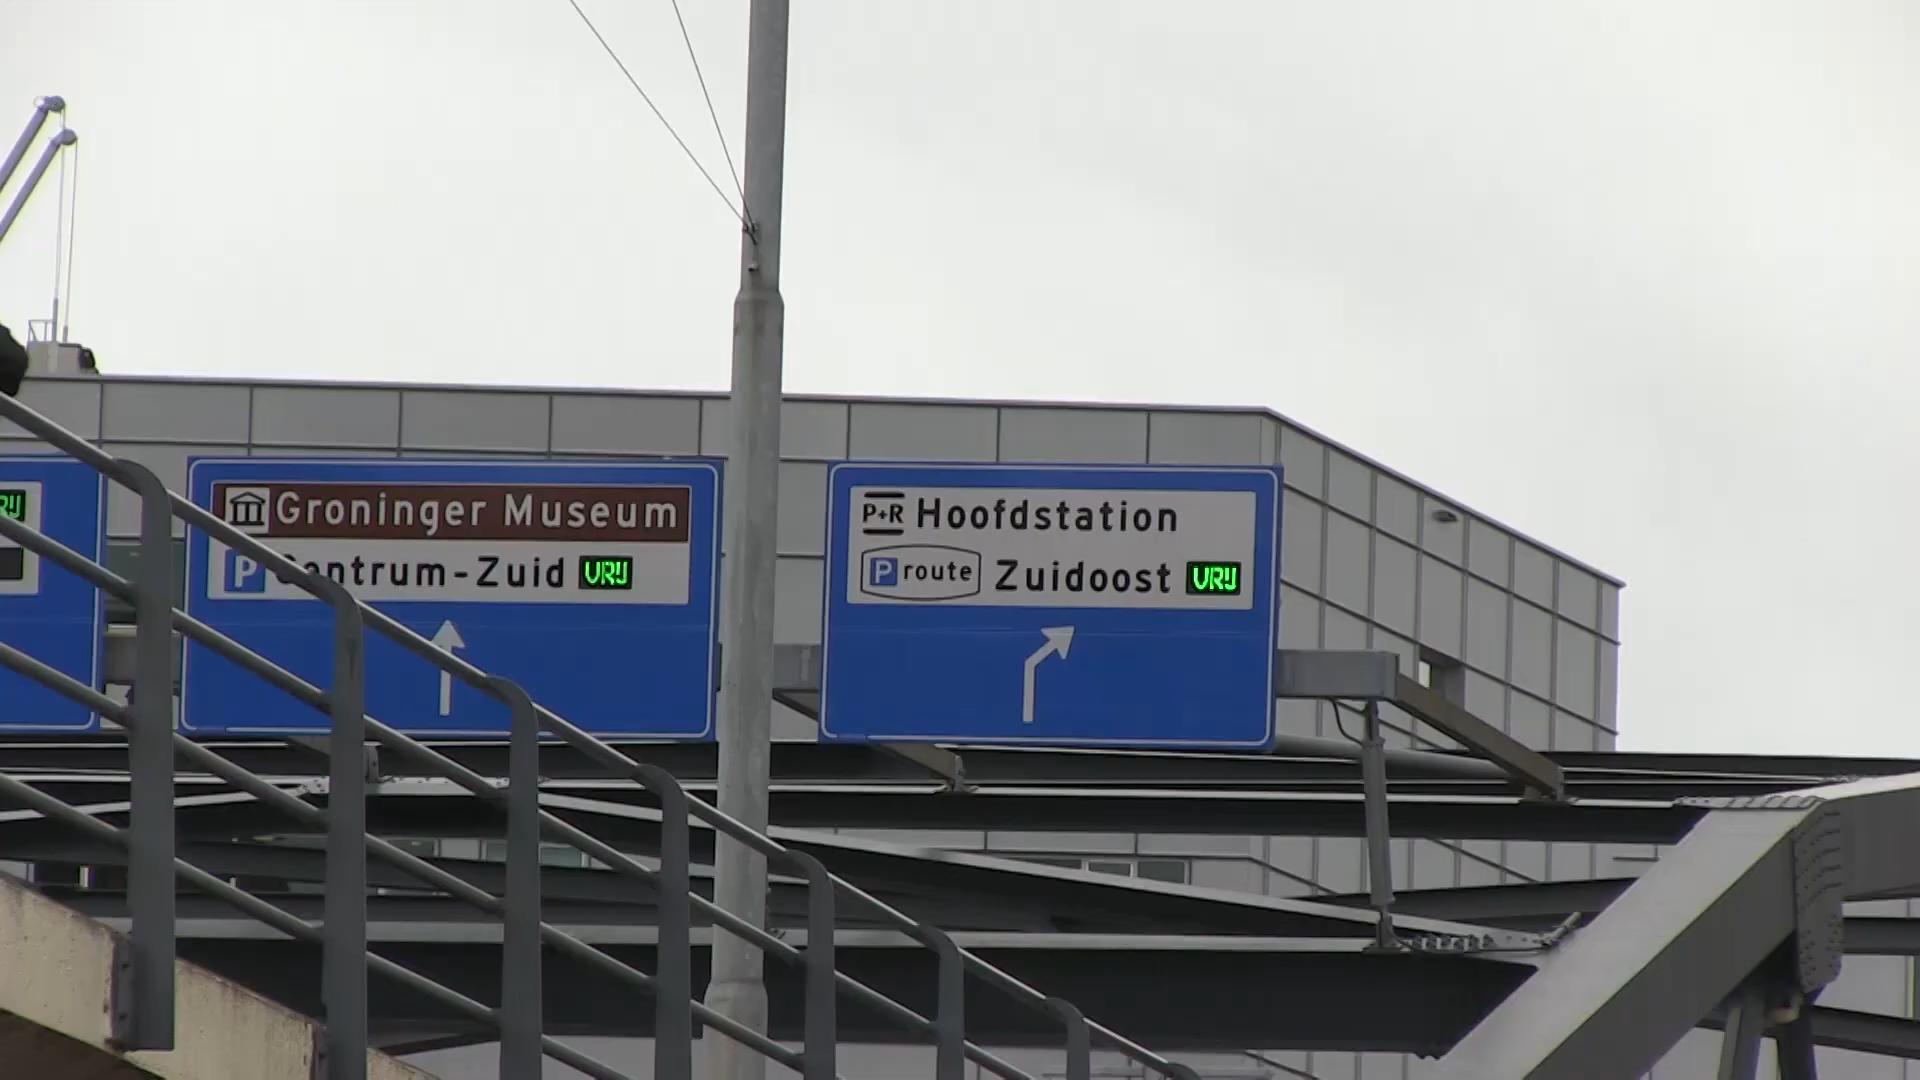 Groninger Museum
P Centrum-Zuid VRIJ
P+R Hoofdstation
P route Zuidoost VRIJ